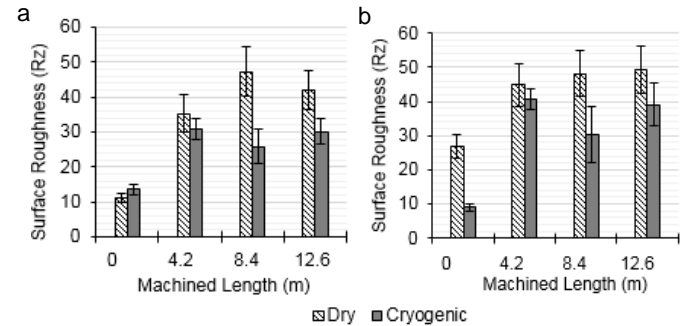 a
Surface Roughness (Rz)
60
50
40
30
20
10
0
0 4.2 8.4 12.6
Machined Length (m)
b
Surface Roughness (Rz)
60
50
40
30
20
10
0
0 4.2 8.4 12.6
Machined Length (m)
Dry Cryogenic